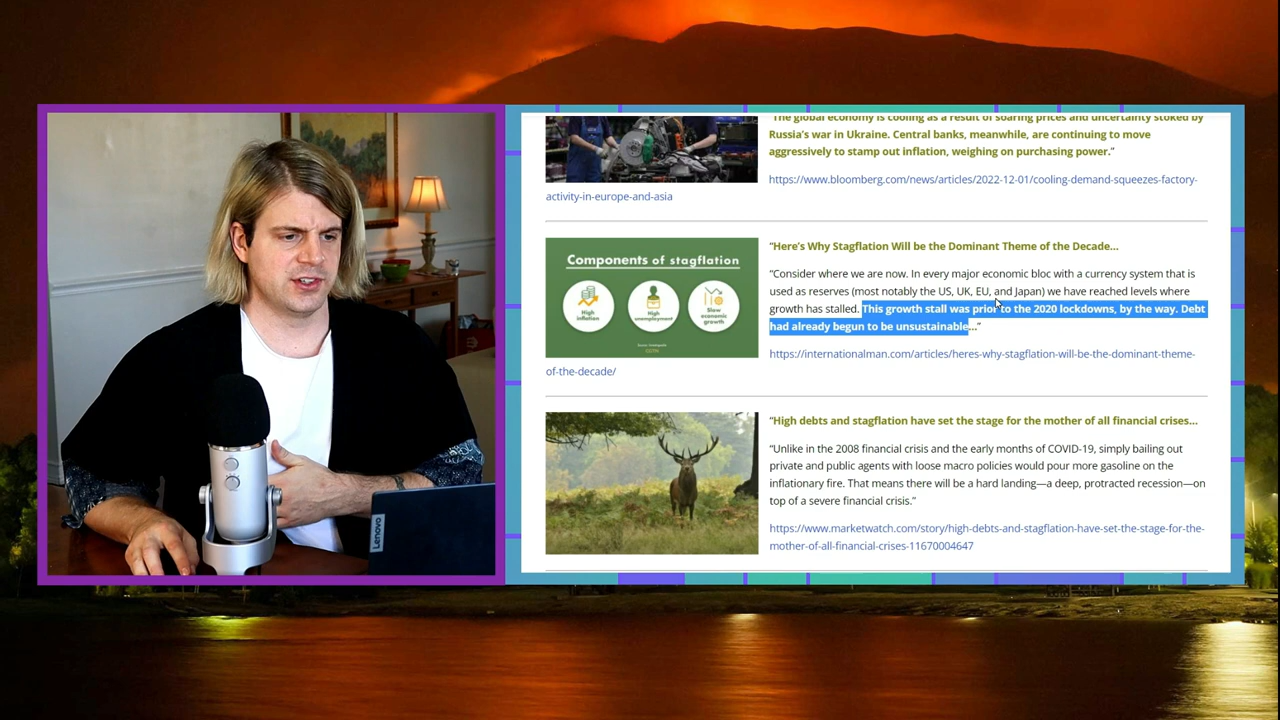 "The global economy is cooling as a result of soaring prices and uncertainty stoked by
Russia's war in Ukraine. Central banks, meanwhile, are continuing to move
aggressively to stamp out inflation, weighing on purchasing power."
https://www.bloomberg.com/news/articles/2022-12-01/cooling-demand-squeezes-factory-
activity-in-europe-and-asia
"Here's Why Stagflation Will be the Dominant Theme of the Decade...
Components of stagflation
High
inflation
High
unemployment
Slow
economic
growth
"Consider where we are now. In every major economic bloc with a currency system that is
used as reserves (most notably the US, UK, EU, and Japan) we have reached levels where
growth has stalled. This growth stall was prior to the 2020 lockdowns, by the way. Debt
had already begun to be unsustainable..."
https://internationalman.com/articles/heres-why-stagflation-will-be-the-dominant-theme-
of-the-decade/
"High debts and stagflation have set the stage for the mother of all financial crises...
"Unlike in the 2008 financial crisis and the early months of COVID-19, simply bailing out
private and public agents with loose macro policies would pour more gasoline on the
inflationary fire. That means there will be a hard landing—a deep, protracted recession—on
top of a severe financial crisis."
https://www.marketwatch.com/story/high-debts-and-stagflation-have-set-the-stage-for-the-
mother-of-all-financial-crises-11670004647
Lenovo